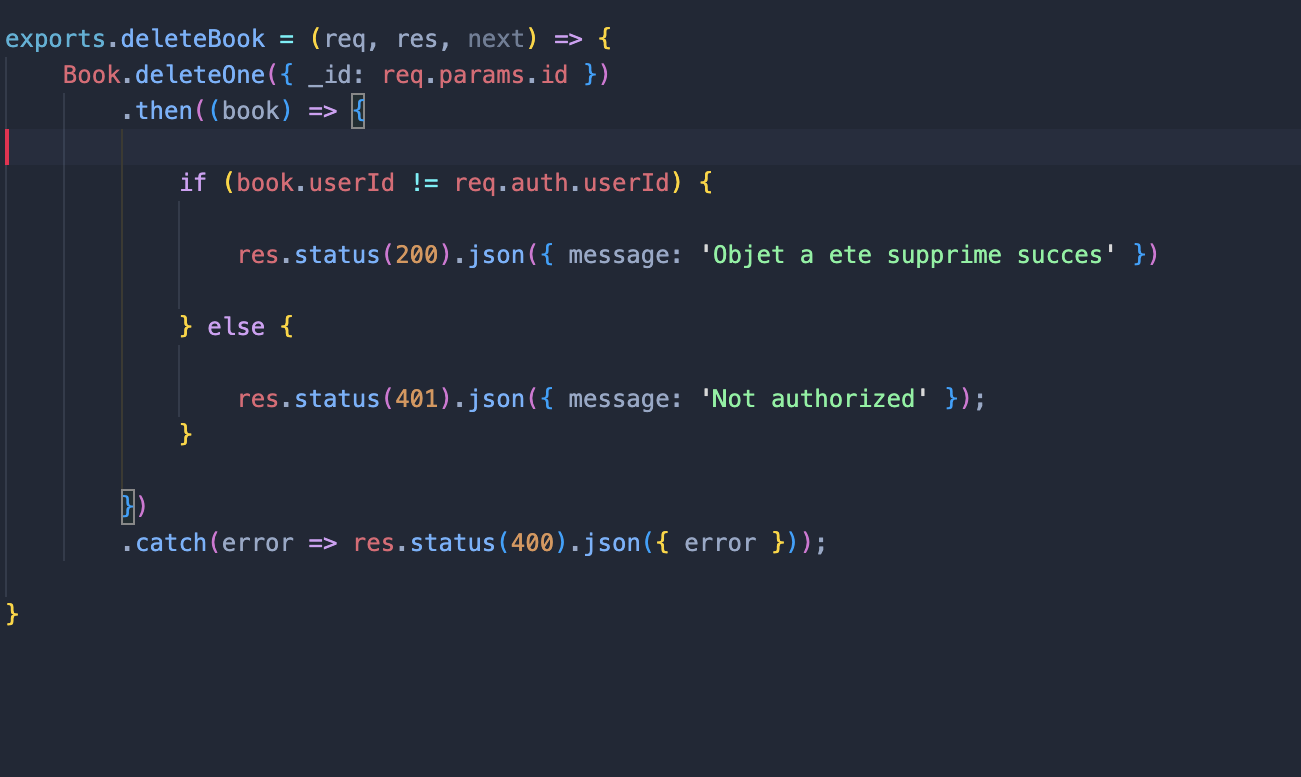 exports.deleteBook = (req, res, next) => {
    Book.deleteOne({ _id: req.params.id })
        .then((book) => {
            if (book.userId != req.auth.userId) {
                res.status(200).json({ message: 'Objet a ete supprime succes' })
            } else {
                res.status(401).json({ message: 'Not authorized' });
            }
        })
        .catch(error => res.status(400).json({ error }));
}